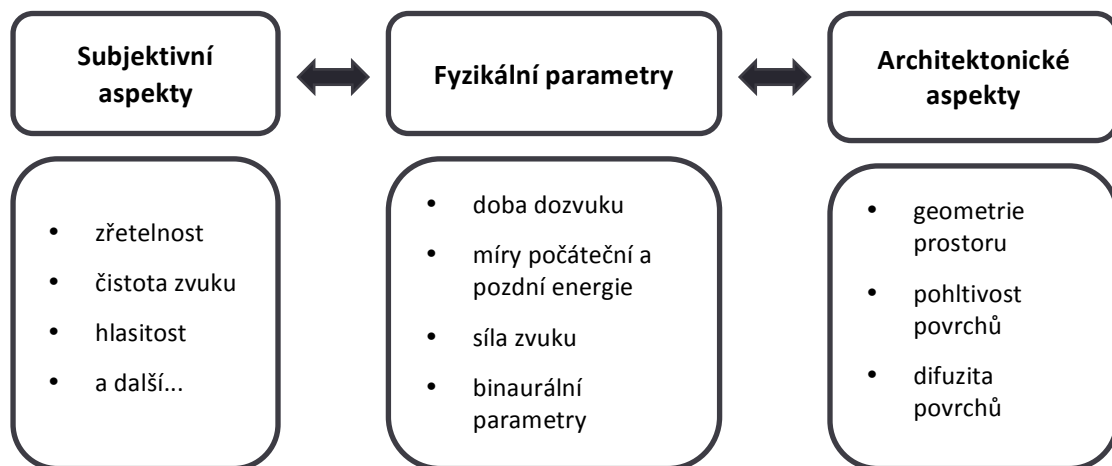 Subjektivní
aspekty
Fyzikální parametry
Architektonické
aspekty
• zřetelnost
• čistota zvuku
• hlasitost
• a další...
• doba dozvuku
• míry počáteční a
pozdní energie
• síla zvuku
• binaurální
parametry
• geometrie
prostoru
• pohltivost
povrchů
• difuzita
povrchů